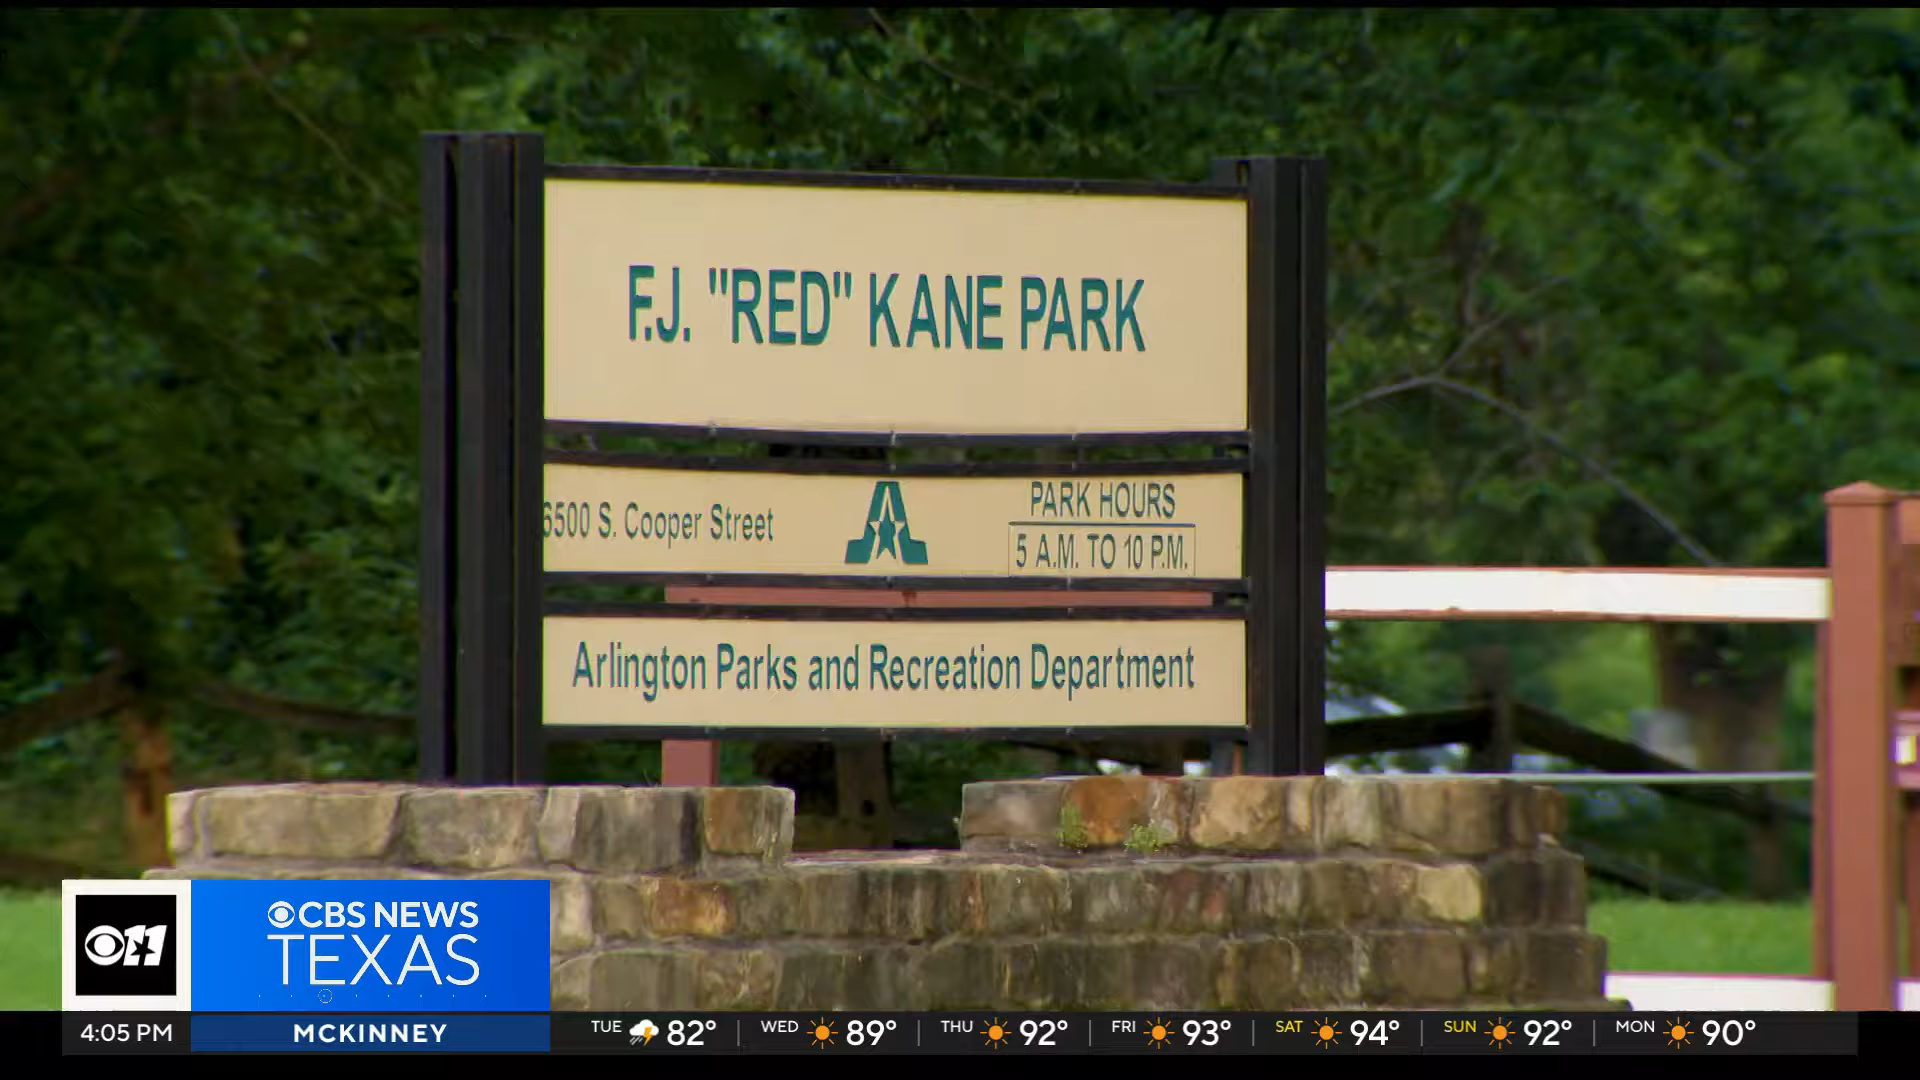 F.J. "RED" KANE PARK
6500 S. Cooper Street
PARK HOURS
5 A.M. TO 10 P.M.
Arlington Parks and Recreation Department
11
CBS NEWS
TEXAS
4:05 PM
MCKINNEY
TUE 82° WED 89° THU 92° FRI 93° SAT 94° SUN 92° MON 90°